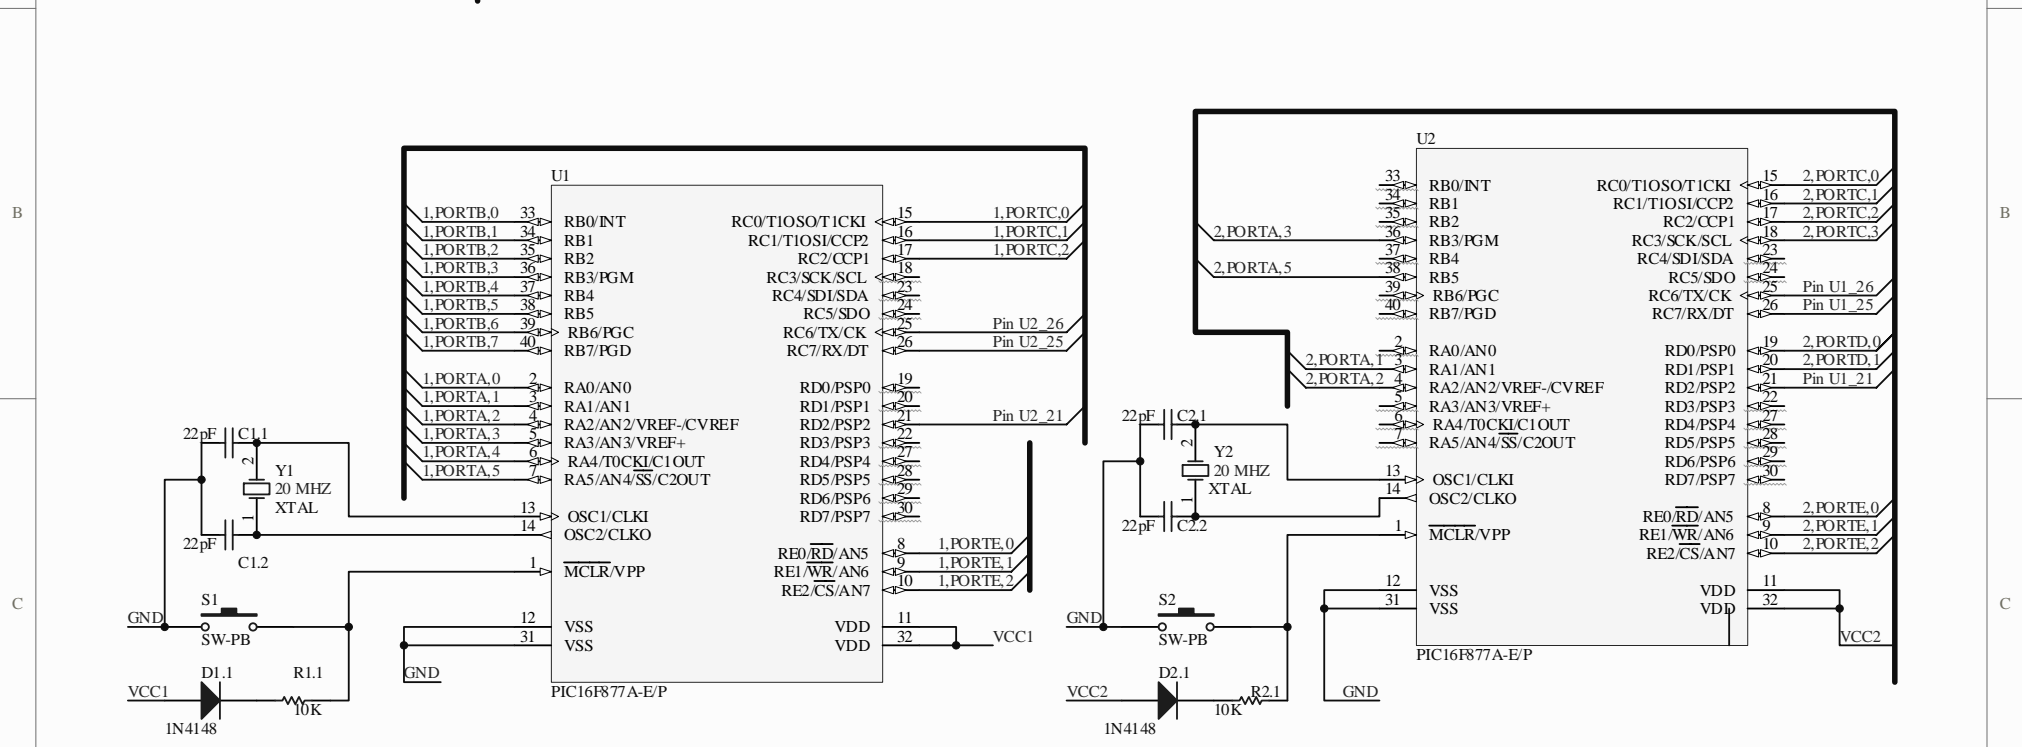 B
B
C
C
U1
1,PORTB,0 33 RB0/INT
1,PORTB,1 34 RB1
1,PORTB,2 35 RB2
1,PORTB,3 36 RB3/PGM
1,PORTB,4 37 RB4
1,PORTB,5 38 RB5
1,PORTB,6 39 RB6/PGC
1,PORTB,7 40 RB7/PGD
1,PORTA,0 2 RA0/AN0
1,PORTA,1 3 RA1/AN1
1,PORTA,2 4 RA2/AN2/VREF-/CVREF
1,PORTA,3 5 RA3/AN3/VREF+
1,PORTA,4 6 RA4/T0CKI/C1OUT
1,PORTA,5 7 RA5/AN4/SS/C2OUT
13 OSC1/CLKI
14 OSC2/CLKO
1 MCLR/VPP
12 VSS
31 VSS
GND
RC0/T1OSO/T1CKI 15 1,PORTC,0
RC1/T1OSI/CCP2 16 1,PORTC,1
RC2/CCP1 17 1,PORTC,2
RC3/SCK/SCL 18
RC4/SDI/SDA 23
RC5/SDO 24
RC6/TX/CK 25 Pin U2_26
RC7/RX/DT 26 Pin U2_25
RD0/PSP0 19
RD1/PSP1 20
RD2/PSP2 21 Pin U2_21
RD3/PSP3 22
RD4/PSP4 27
RD5/PSP5 28
RD6/PSP6 29
RD7/PSP7 30
RE0/RD/AN5 8 1,PORTE,0
RE1/WR/AN6 9 1,PORTE,1
RE2/CS/AN7 10 1,PORTE,2
VDD 11
VDD 32 VCC1
PIC16F877A-E/P
22pF C1.1
2
Y1
20 MHZ
XTAL
1
22pF
C1.2
S1
GND
SW-PB
D1.1 R1.1
VCC1
10K
1N4148
U2
33 RB0/INT
34 RB1
35 RB2
2,PORTA,3 36 RB3/PGM
37 RB4
2,PORTA,5 38 RB5
39 RB6/PGC
40 RB7/PGD
2 RA0/AN0
2,PORTA,1 3 RA1/AN1
2,PORTA,2 4 RA2/AN2/VREF-/CVREF
5 RA3/AN3/VREF+
6 RA4/T0CKI/C1OUT
7 RA5/AN4/SS/C2OUT
13 OSC1/CLKI
14 OSC2/CLKO
1 MCLR/VPP
12 VSS
31 VSS
GND
RC0/T1OSO/T1CKI 15 2,PORTC,0
RC1/T1OSI/CCP2 16 2,PORTC,1
RC2/CCP1 17 2,PORTC,2
RC3/SCK/SCL 18 2,PORTC,3
RC4/SDI/SDA 23
RC5/SDO 24
RC6/TX/CK 25 Pin U1_26
RC7/RX/DT 26 Pin U1_25
RD0/PSP0 19 2,PORTD,0
RD1/PSP1 20 2,PORTD,1
RD2/PSP2 21 Pin U1_21
RD3/PSP3 22
RD4/PSP4 27
RD5/PSP5 28
RD6/PSP6 29
RD7/PSP7 30
RE0/RD/AN5 8 2,PORTE,0
RE1/WR/AN6 9 2,PORTE,1
RE2/CS/AN7 10 2,PORTE,2
VDD 11
VDD 32
VCC2
PIC16F877A-E/P
22pF C2.1
2
Y2
20 MHZ
XTAL
1
22pF C2.2
S2
GND
SW-PB
D2.1
VCC2 R2.1
10K
1N4148